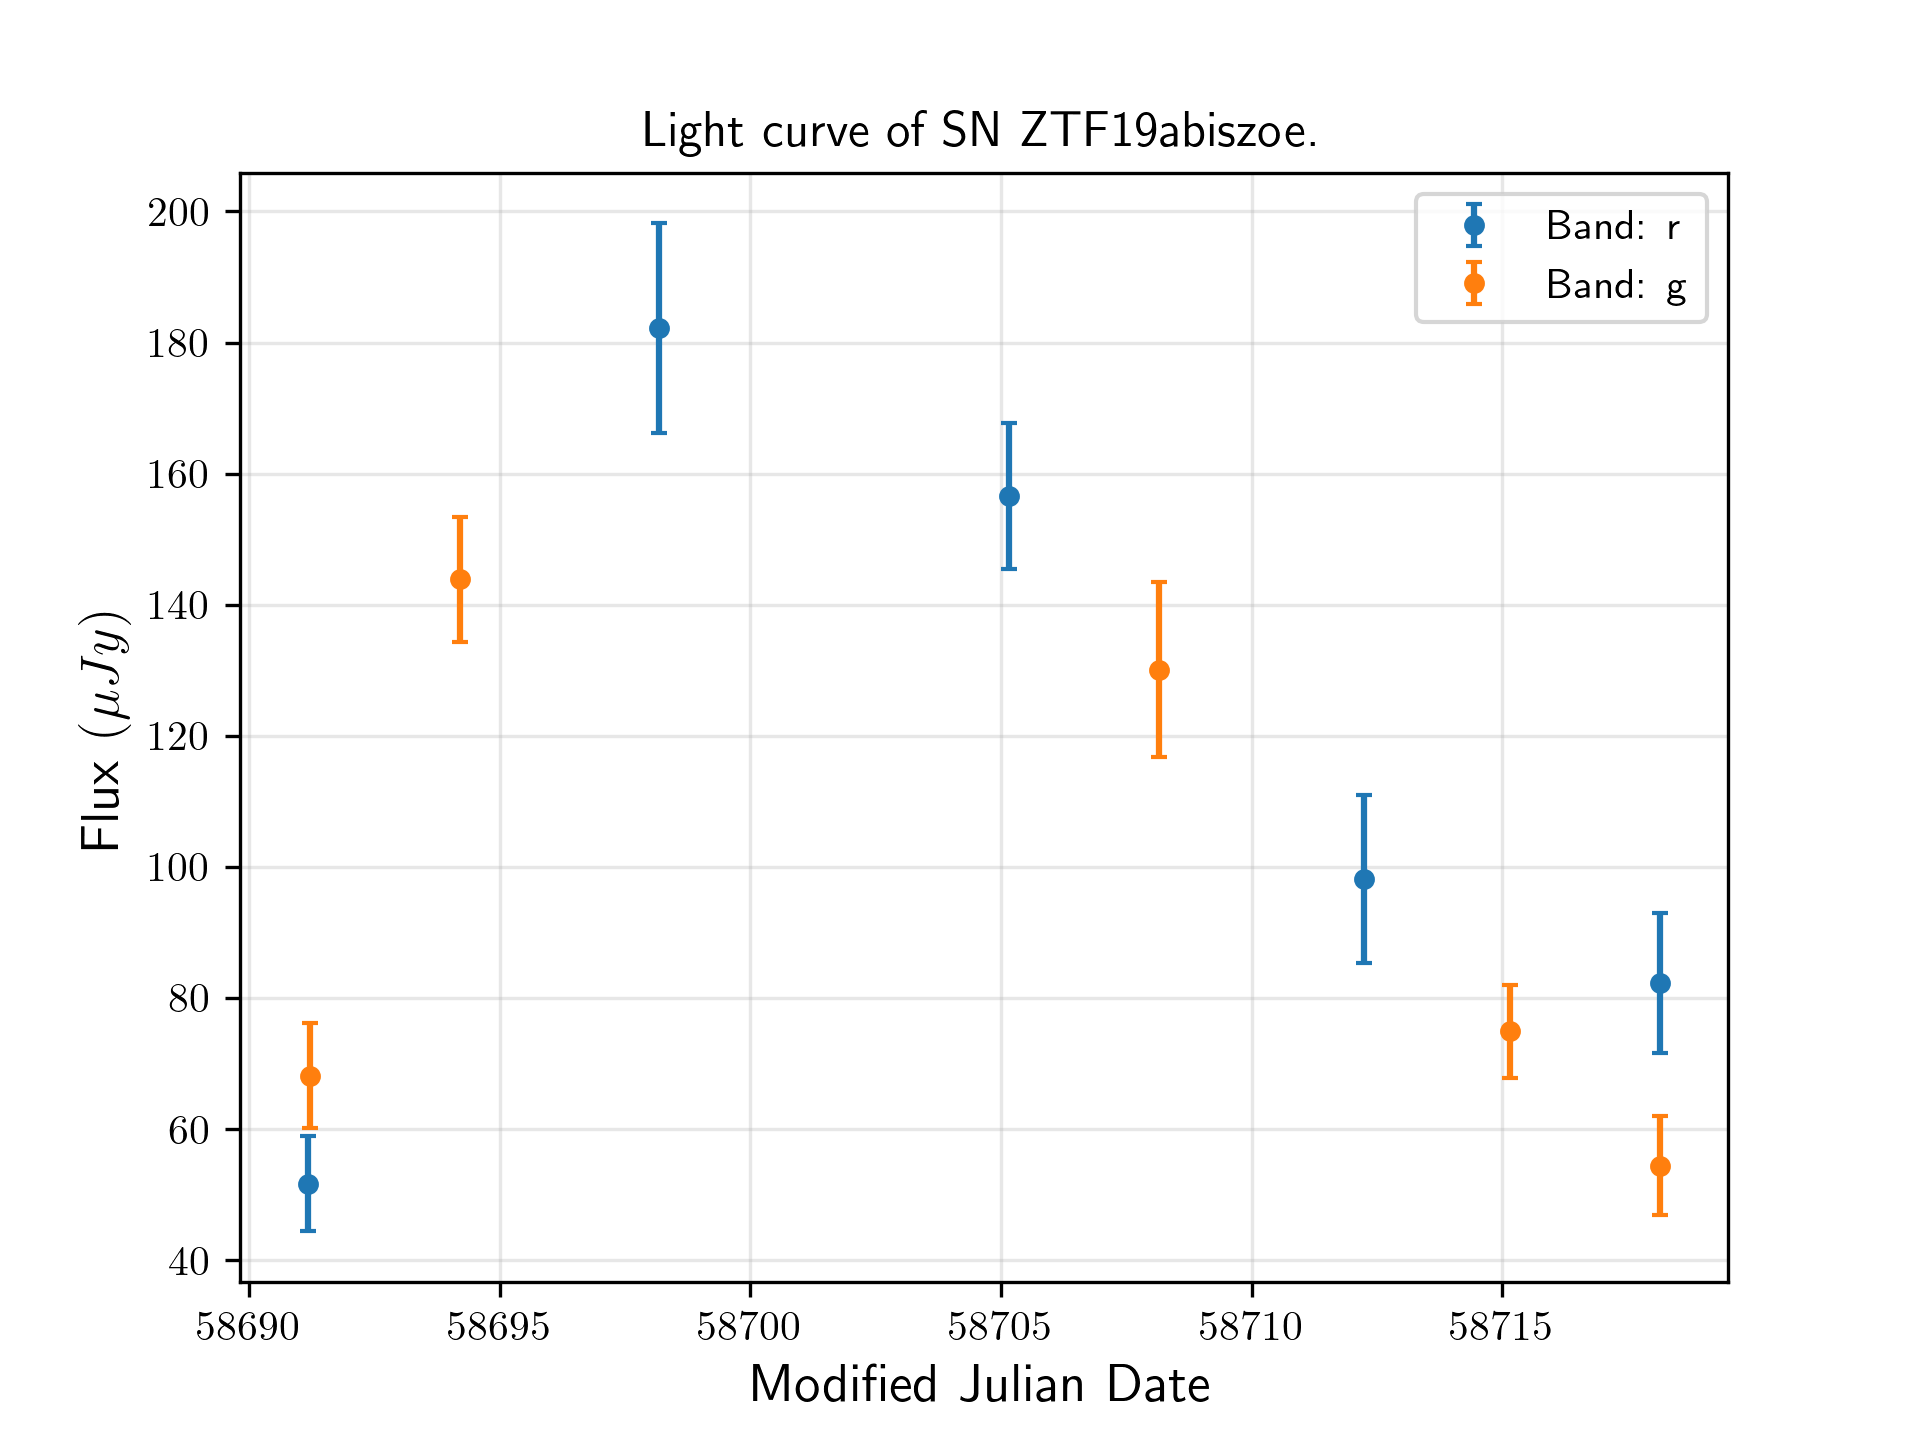 Light curve of SN ZTF19abiszoe.
Band: r
Band: g
Flux (μJy)
200
180
160
140
120
100
80
60
40
58690 58695 58700 58705 58710 58715
Modified Julian Date